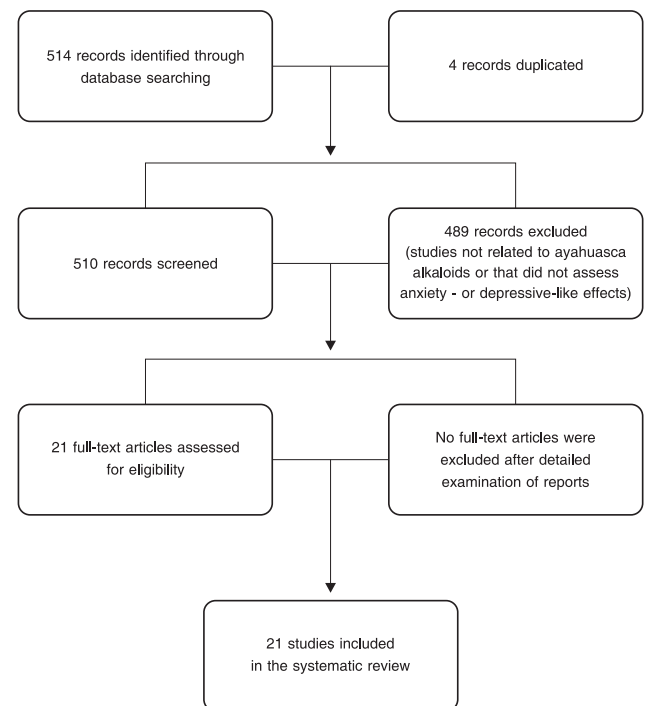 514 records identified through
database searching
4 records duplicated
510 records screened
489 records excluded
(studies not related to ayahuasca
alkaloids or that did not assess
anxiety - or depressive-like effects)
21 full-text articles assessed
for eligibility
No full-text articles were
excluded after detailed
examination of reports
21 studies included
in the systematic review